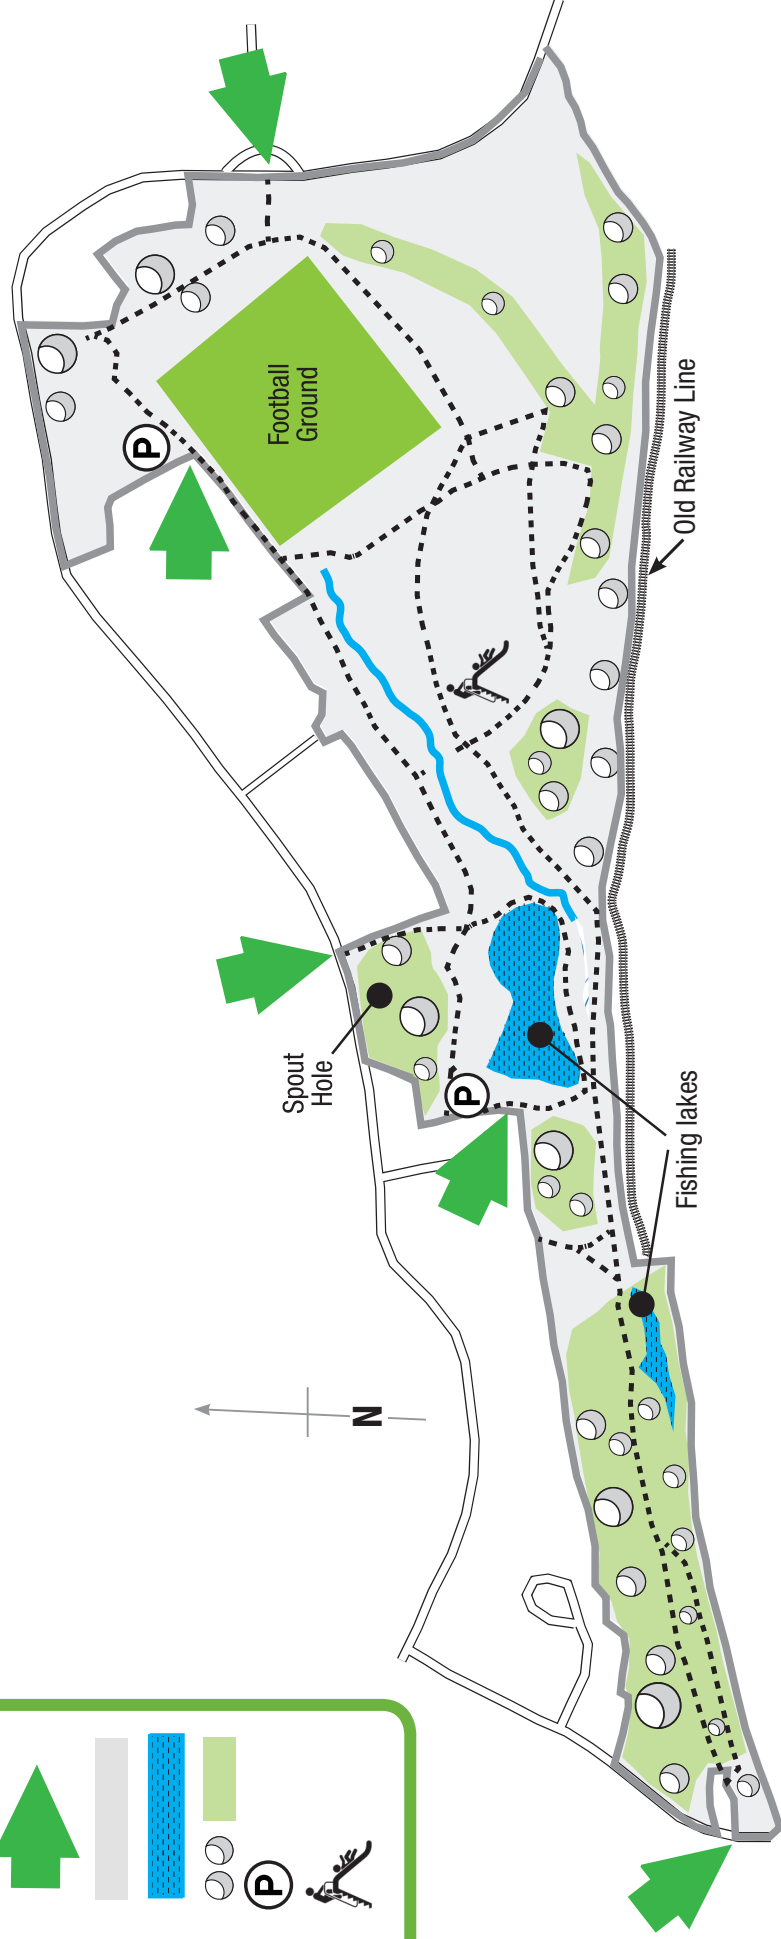 Football
Ground
P
Old Railway Line
Spout
Hole
P
Fishing lakes
N
P